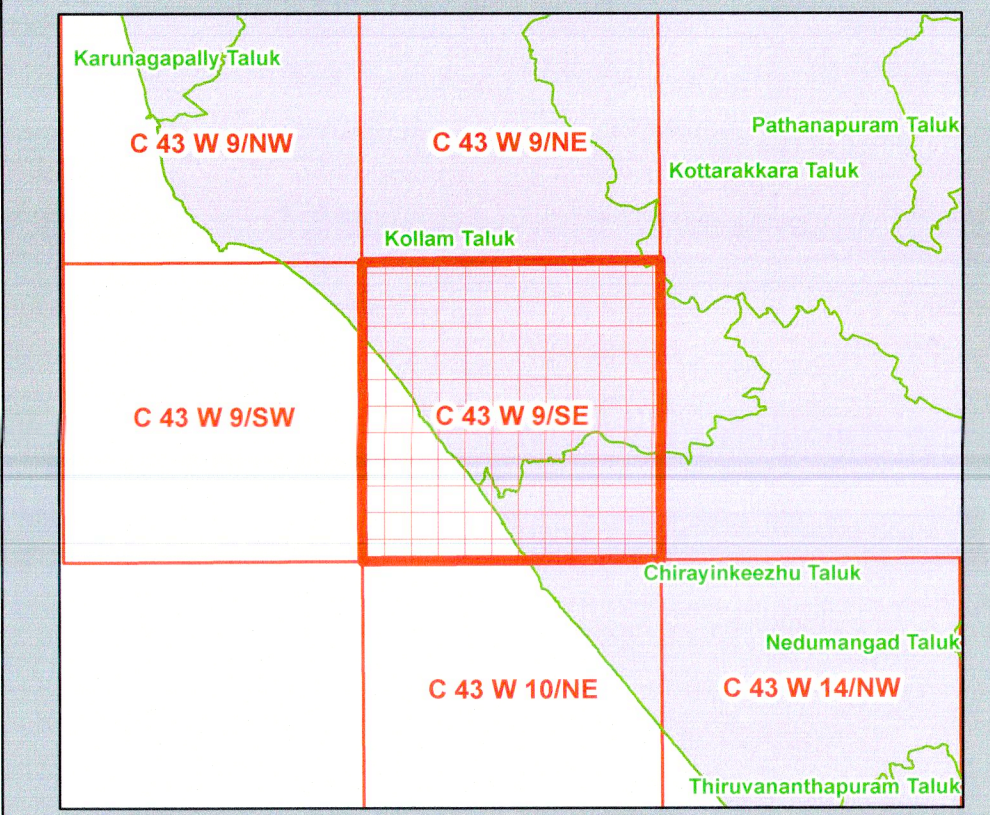 Karunagapally Taluk
Pathanapuram Taluk
C 43 W 9/NW
C 43 W 9/NE
Kottarakkara Taluk
Kollam Taluk
C 43 W 9/SW
C 43 W 9/SE
Chirayinkeezhu Taluk
Nedumangad Taluk
C 43 W 10/NE
C 43 W 14/NW
Thiruvananthapuram Taluk